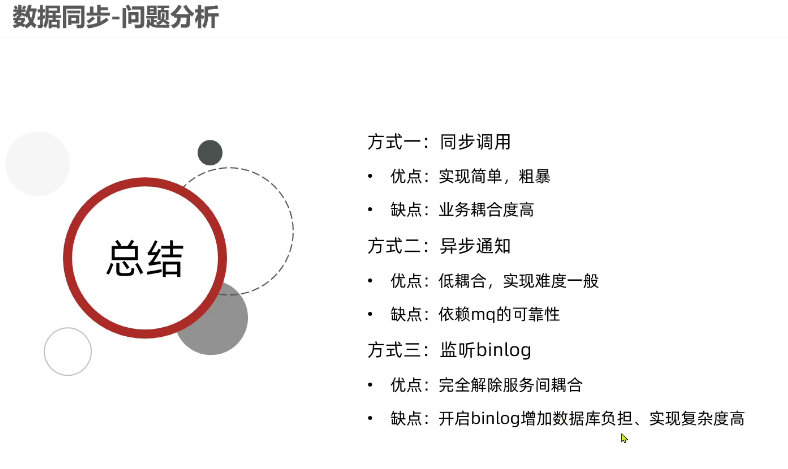 数据同步-问题分析
总结
方式一：同步调用
• 优点：实现简单，粗暴
• 缺点：业务耦合度高
方式二：异步通知
• 优点：低耦合，实现难度一般
• 缺点：依赖mq的可靠性
方式三：监听binlog
• 优点：完全解除服务间耦合
• 缺点：开启binlog增加数据库负担、实现复杂度高